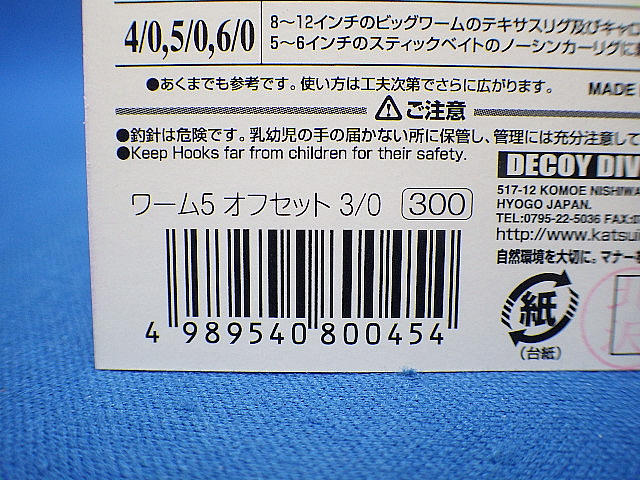 4/0,5/0,6/0
8〜12インチのビッグワームのテキサスリグ及びキャロ
5〜6インチのスティックベイトのノーシンカーリグに
●あくまでも参考です。使い方は工夫次第でさらに広がります。
MADE
ご注意
●釣針は危険です。乳幼児の手の届かない所に保管し、管理には充分注意して
●Keep Hooks far from children for their safety.
DECOY DIV
517-12 KOMOE NISHIWA
HYOGO JAPAN.
TEL:0795-22-5036 FAX:0
http://www.katsui
自然環境を大切に。マナーを
ワーム5 オフセット 3/0 300
4 989540 800454
紙
(台紙)